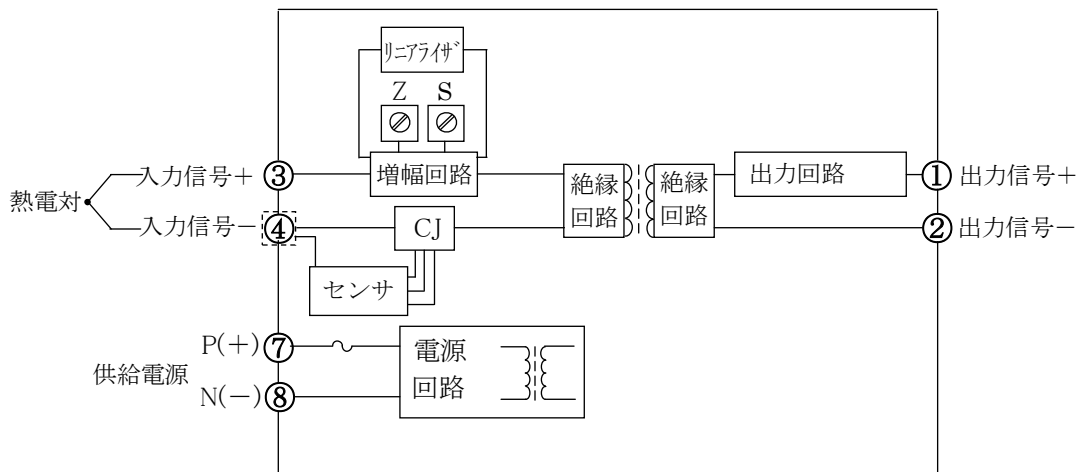 リニアライザ
Z S
増幅回路
熱電対
入力信号+ ③
入力信号− ④
CJ
センサ
絶縁
回路
絶縁
回路
出力回路
① 出力信号+
② 出力信号−
供給電源
P(+) ⑦
N(−) ⑧
電源
回路